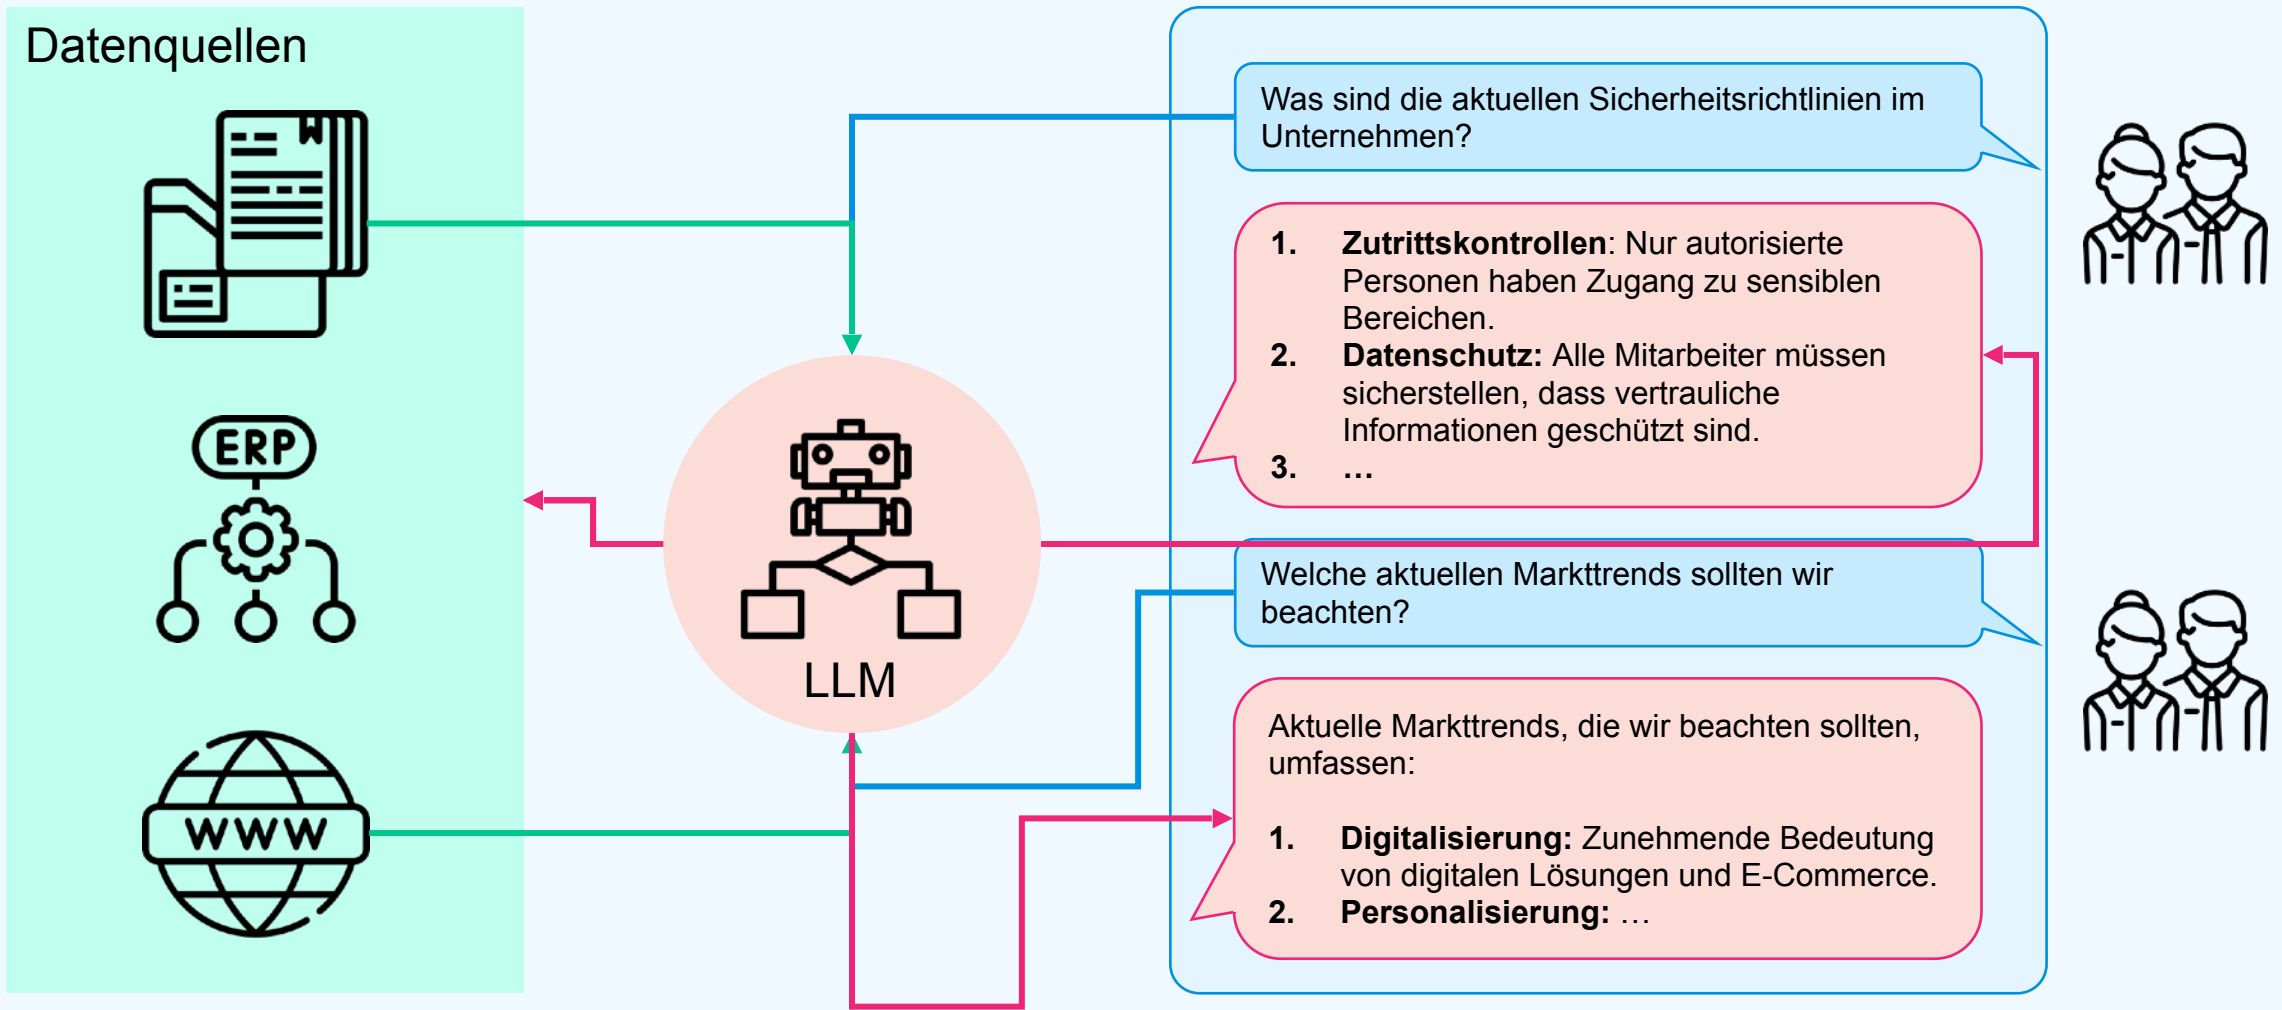 Datenquellen
ERP
WWW
LLM
Was sind die aktuellen Sicherheitsrichtlinien im
Unternehmen?
1. Zutrittskontrollen: Nur autorisierte
Personen haben Zugang zu sensiblen
Bereichen.
2. Datenschutz: Alle Mitarbeiter müssen
sicherstellen, dass vertrauliche
Informationen geschützt sind.
3. …
Welche aktuellen Markttrends sollten wir
beachten?
Aktuelle Markttrends, die wir beachten sollten,
umfassen:
1. Digitalisierung: Zunehmende Bedeutung
von digitalen Lösungen und E-Commerce.
2. Personalisierung: …